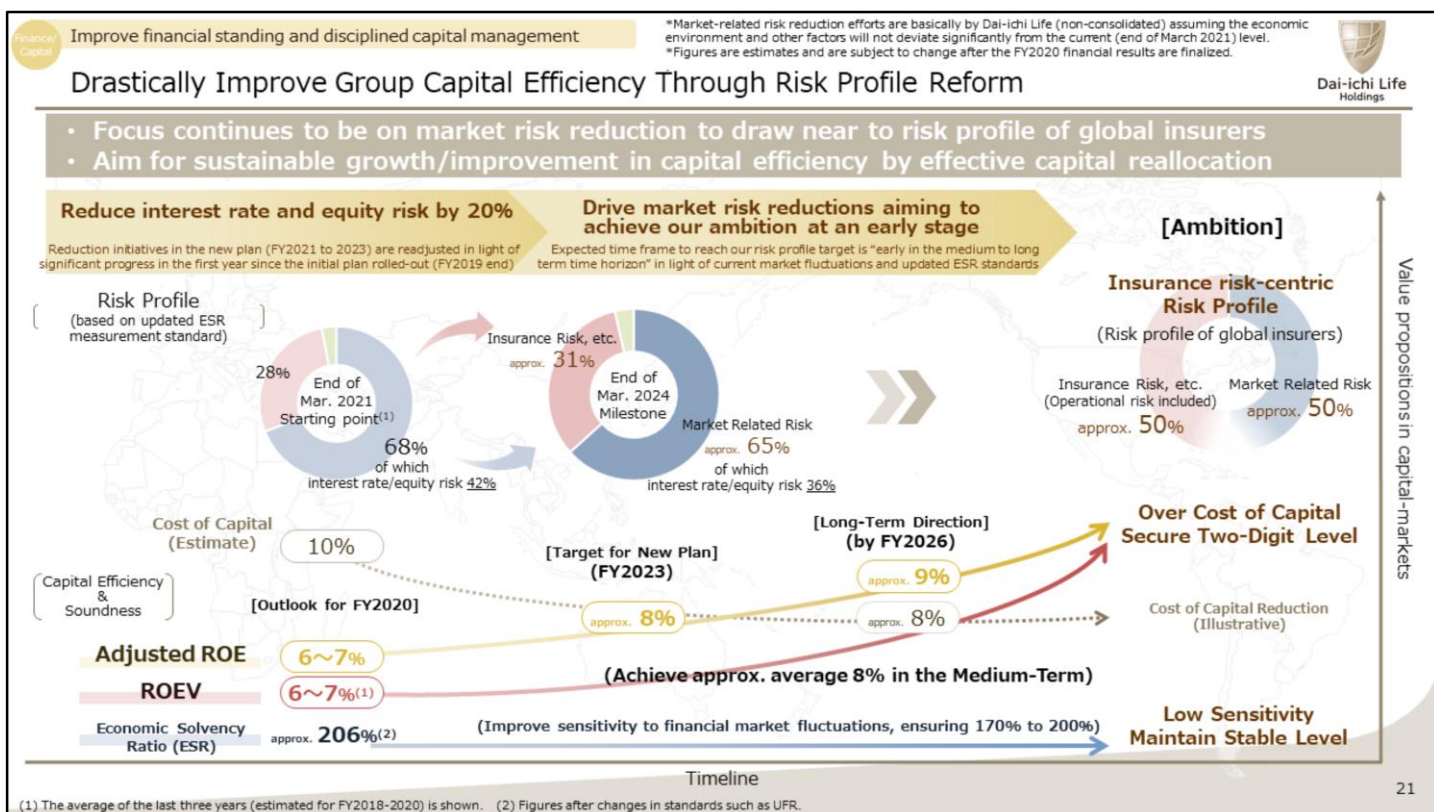 Finance/
Capital
Improve financial standing and disciplined capital management
*Market-related risk reduction efforts are basically by Dai-ichi Life (non-consolidated) assuming the economic
environment and other factors will not deviate significantly from the current (end of March 2021) level.
*Figures are estimates and are subject to change after the FY2020 financial results are finalized.
Dai-ichi Life
Holdings
Drastically Improve Group Capital Efficiency Through Risk Profile Reform
• Focus continues to be on market risk reduction to draw near to risk profile of global insurers
• Aim for sustainable growth/improvement in capital efficiency by effective capital reallocation
Reduce interest rate and equity risk by 20%
Reduction initiatives in the new plan (FY2021 to 2023) are readjusted in light of
significant progress in the first year since the initial plan rolled-out (FY2019 end)
Drive market risk reductions aiming to
achieve our ambition at an early stage
Expected time frame to reach our risk profile target is "early in the medium to long
term time horizon" in light of current market fluctuations and updated ESR standards
[Ambition]
Insurance risk-centric
Risk Profile
(Risk profile of global insurers)
Insurance Risk, etc.
(Operational risk included)
approx. 50%
Market Related Risk
approx. 50%
Value propositions in capital-markets
Risk Profile
(based on updated ESR
measurement standard)
28%
End of
Mar. 2021
Starting point(1)
68%
of which
interest rate/equity risk 42%
Insurance Risk, etc.
approx. 31%
End of
Mar. 2024
Milestone
Market Related Risk
approx. 65%
of which
interest rate/equity risk 36%
Cost of Capital
(Estimate)
10%
Capital Efficiency
&
Soundness
[Outlook for FY2020]
[Target for New Plan]
(FY2023)
approx. 8%
[Long-Term Direction]
(by FY2026)
approx. 9%
approx. 8%
Over Cost of Capital
Secure Two-Digit Level
Cost of Capital Reduction
(Illustrative)
Adjusted ROE
6～7%
ROEV
6～7%(1)
(Achieve approx. average 8% in the Medium-Term)
Economic Solvency
Ratio (ESR)
approx. 206%(2)
(Improve sensitivity to financial market fluctuations, ensuring 170% to 200%)
Low Sensitivity
Maintain Stable Level
Timeline
21
(1) The average of the last three years (estimated for FY2018-2020) is shown. (2) Figures after changes in standards such as UFR.